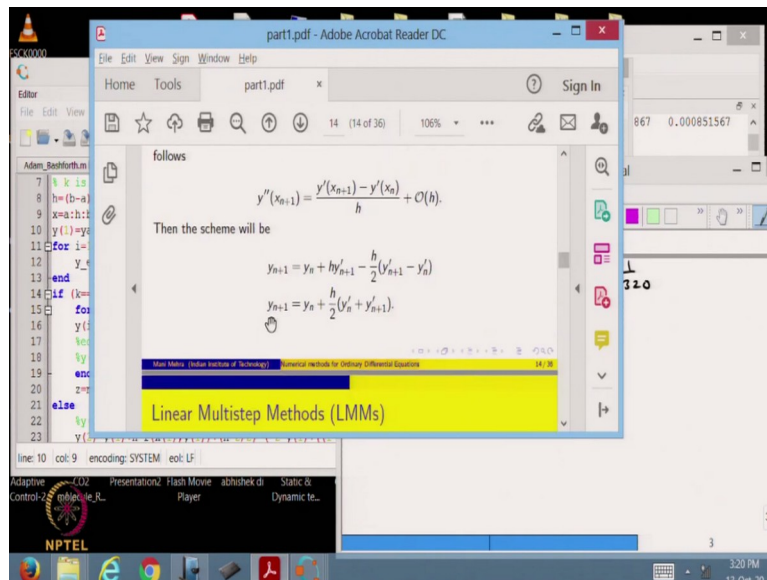 part1.pdf - Adobe Acrobat Reader DC
File Edit View Sign Window Help
Home Tools part1.pdf × ? Sign In
14 (14 of 36) 106%
follows
y''(x_{n+1}) = \frac{y'(x_{n+1}) - y'(x_n)}{h} + \mathcal{O}(h).
Then the scheme will be
y_{n+1} = y_n + hy'_{n+1} - \frac{h}{2}(y'_{n+1} - y'_n)
y_{n+1} = y_n + \frac{h}{2}(y'_n + y'_{n+1}).
Mani Mehra (Indian Institute of Technology) Numerical methods for Ordinary Differential Equations 14/36
Linear Multistep Methods (LMMs)
Editor
File Edit View
Adam_Bashforth.m
7 % k is
8 h=(b-a)
9 x=a:h:b
10 y(1)=ya
11 for i=
12 y_e
13 end
14 if (k==
15 for
16 y(i
17 %eq
18 %y
19 end
20 z=m
21 else
22 %y
23
line: 10 col: 9 encoding: SYSTEM eol: LF
867 0.000851567
320
3
Adaptive Control-2
CO2 molecule_R...
Presentation2
Flash Movie Player
abhishek di
Static & Dynamic te...
NPTEL
3:20 PM